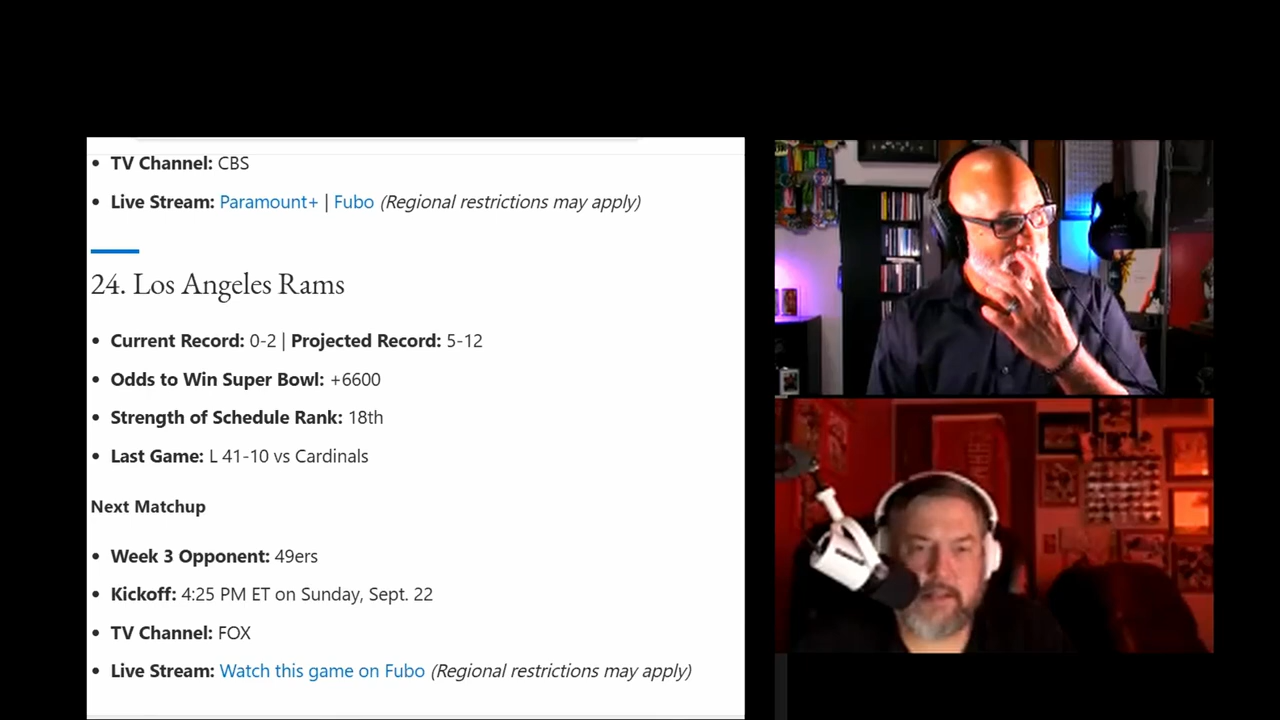 • TV Channel: CBS
• Live Stream: Paramount+ | Fubo (Regional restrictions may apply)
24. Los Angeles Rams
• Current Record: 0-2 | Projected Record: 5-12
• Odds to Win Super Bowl: +6600
• Strength of Schedule Rank: 18th
• Last Game: L 41-10 vs Cardinals
Next Matchup
• Week 3 Opponent: 49ers
• Kickoff: 4:25 PM ET on Sunday, Sept. 22
• TV Channel: FOX
• Live Stream: Watch this game on Fubo (Regional restrictions may apply)